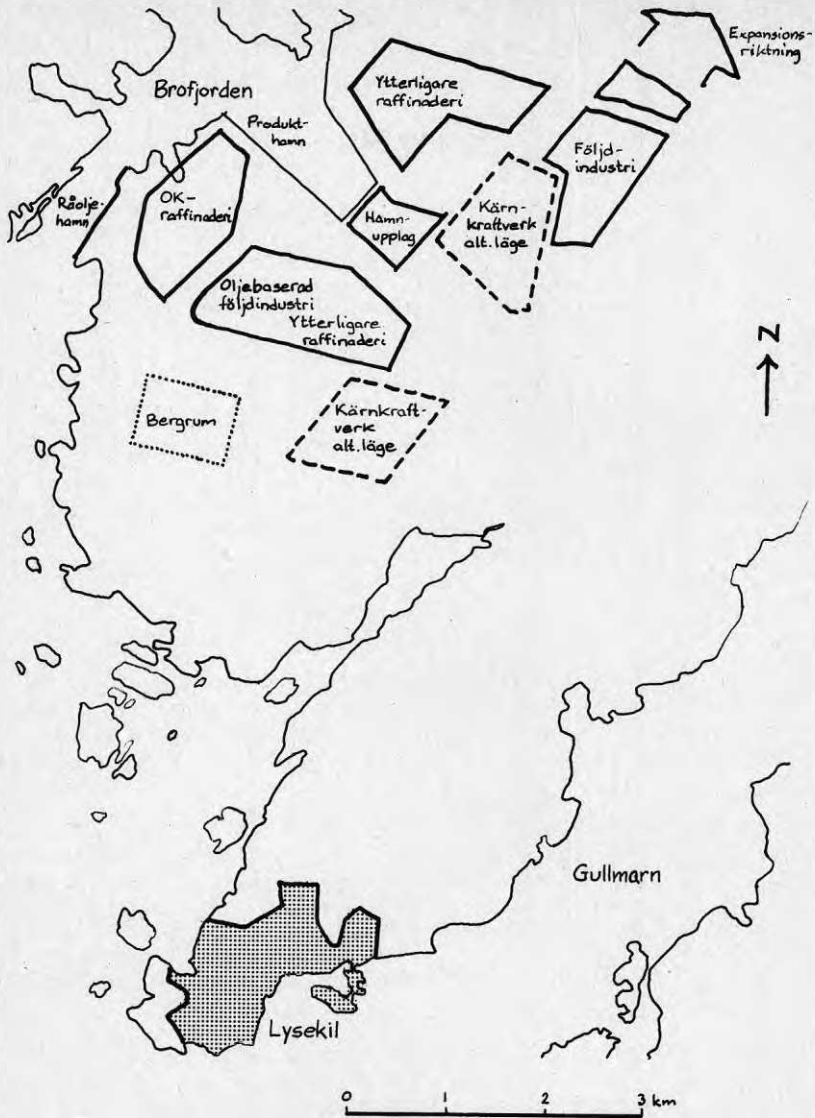 Expansions-
riktning
Ytterligare
raffinaderi
Brofjorden
Produkt-
hamn
Följd-
industri
Råolje-
hamn
OK-
raffinaderi
Hamn-
upplag
Kärn-
kraftverk
alt. läge
Oljebaserad
följdindustri
Ytterligare
raffinaderi
N
Bergrum
Kärnkraft-
verk
alt. läge
Gullmarn
Lysekil
0 1 2 3 km